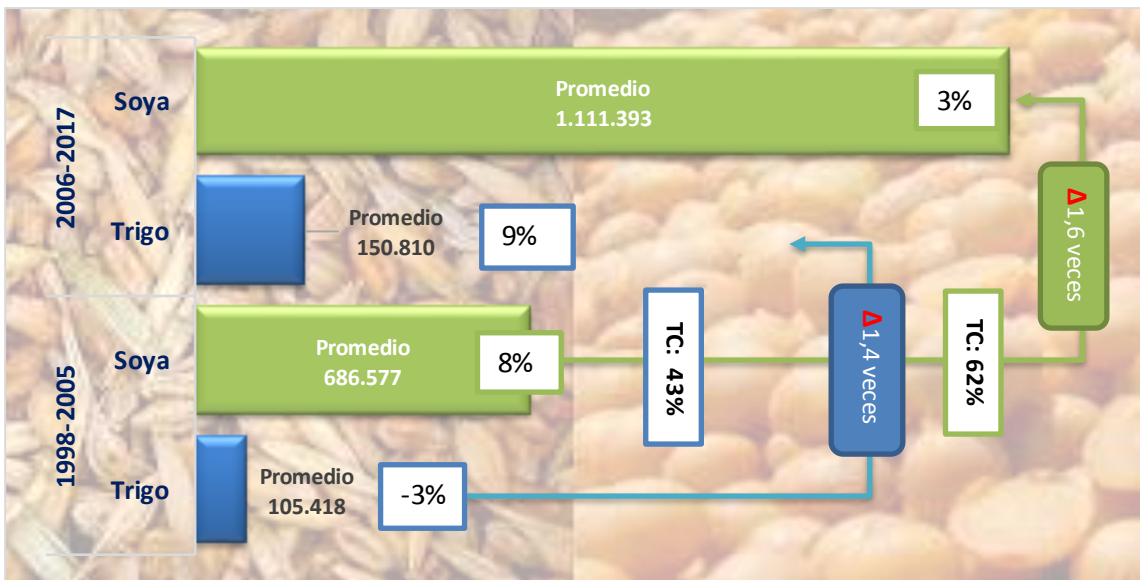 2006-2017
Soya
Promedio
1.111.393
3%
Trigo
Promedio
150.810
9%
1998-2005
Soya
Promedio
686.577
8%
Trigo
Promedio
105.418
-3%
TC: 43%
Δ1,4 veces
TC: 62%
Δ1,6 veces